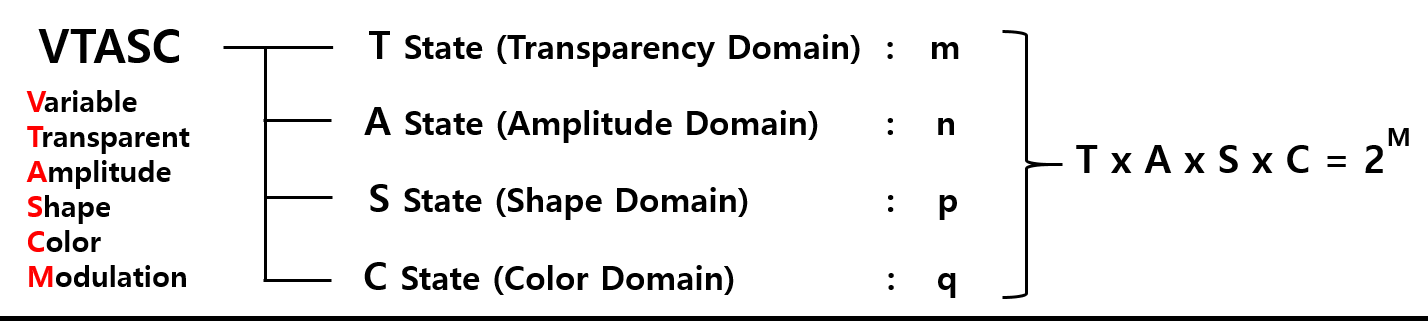 VTASC
Variable
Transparent
Amplitude
Shape
Color
Modulation
T State (Transparency Domain) : m
A State (Amplitude Domain) : n
S State (Shape Domain) : p
C State (Color Domain) : q
T x A x S x C = 2^M